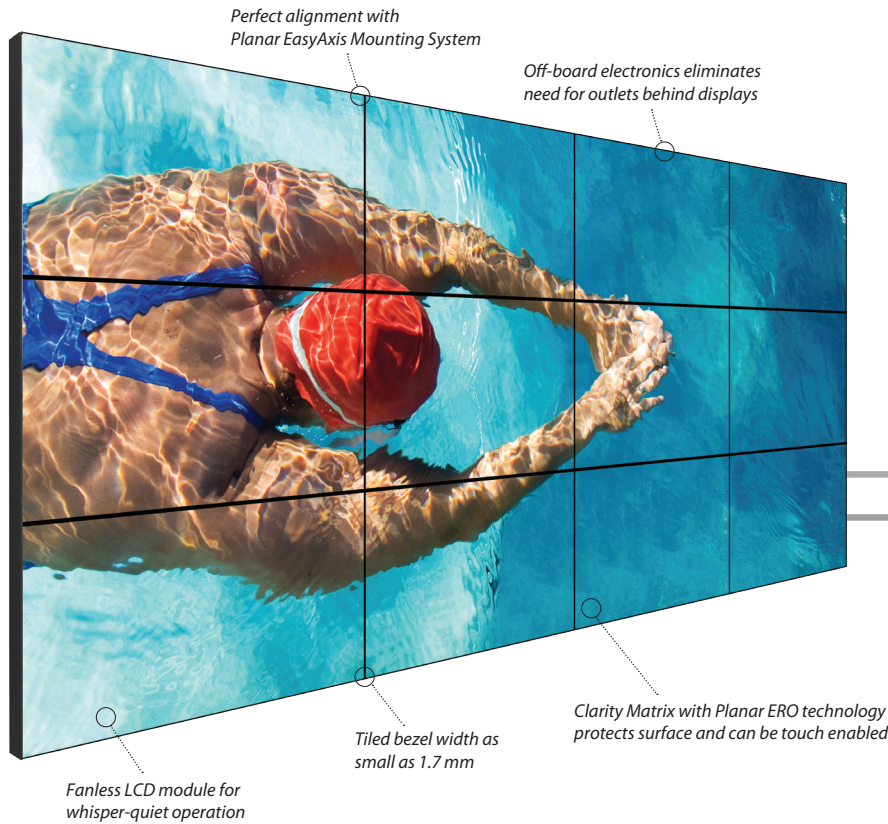 Perfect alignment with
Planar EasyAxis Mounting System
Off-board electronics eliminates
need for outlets behind displays
Clarity Matrix with Planar ERO technology
protects surface and can be touch enabled
Tiled bezel width as
small as 1.7 mm
Fanless LCD module for
whisper-quiet operation